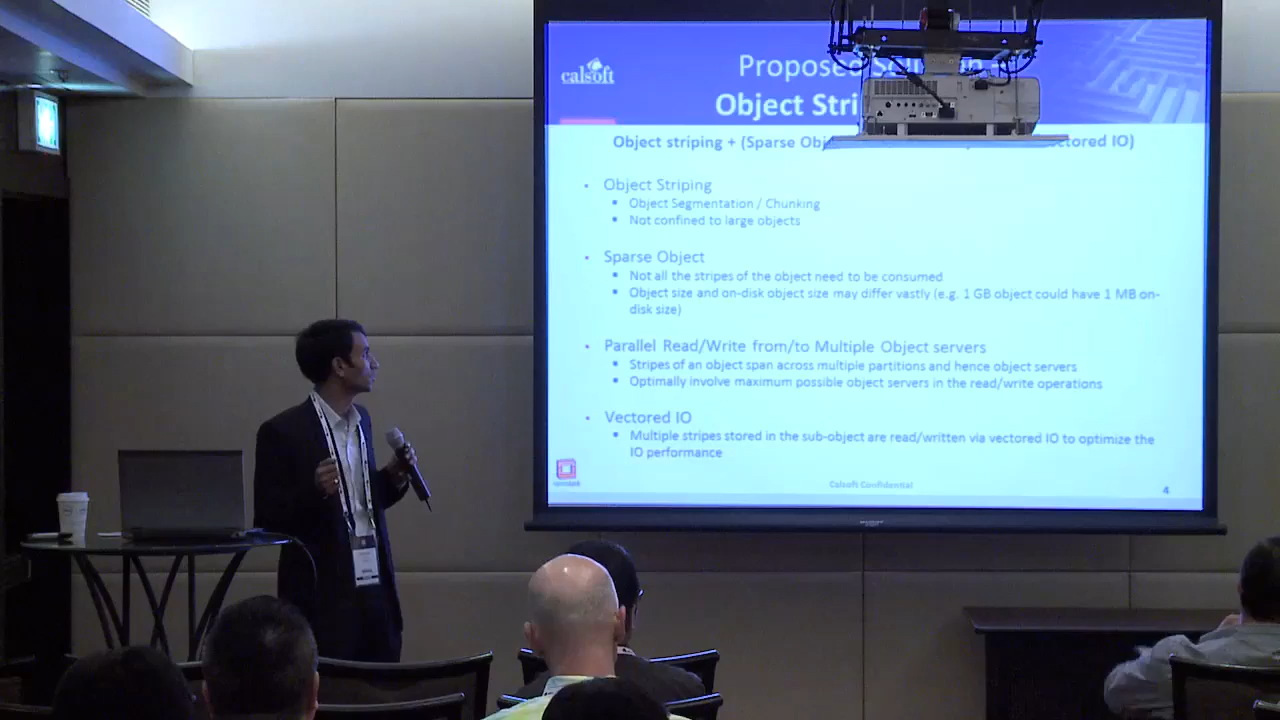 calsoft
Proposed Solution -
Object Stri
Object striping + (Sparse Obj ctored IO)
• Object Striping
▪ Object Segmentation / Chunking
▪ Not confined to large objects
• Sparse Object
▪ Not all the stripes of the object need to be consumed
▪ Object size and on-disk object size may differ vastly (e.g. 1 GB object could have 1 MB on-
disk size)
• Parallel Read/Write from/to Multiple Object servers
▪ Stripes of an object span across multiple partitions and hence object servers
▪ Optimally involve maximum possible object servers in the read/write operations
• Vectored IO
▪ Multiple stripes stored in the sub-object are read/written via vectored IO to optimize the
IO performance
openstack
Calsoft Confidential
4